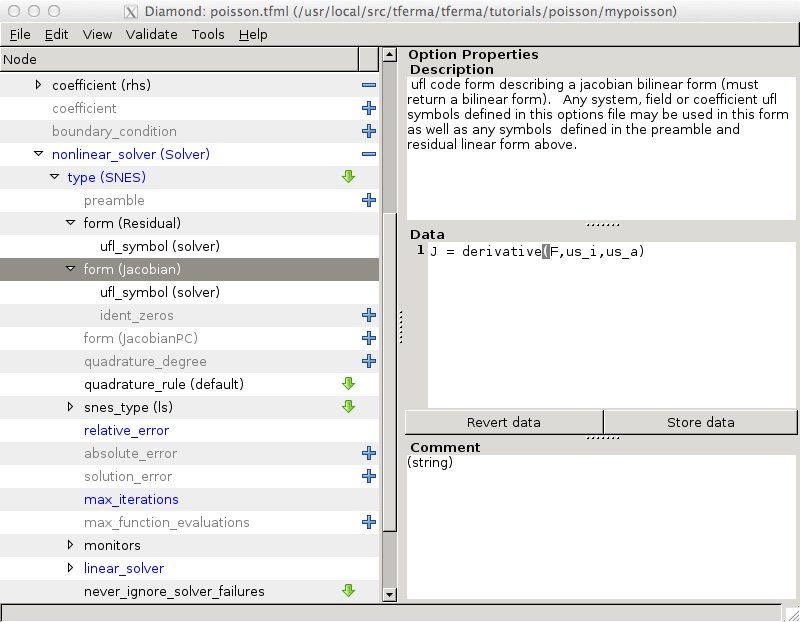 Diamond: poisson.tfml (/usr/local/src/tferma/tferma/tutorials/poisson/mypoisson)
File Edit View Validate Tools Help
Node
coefficient (rhs)
coefficient
boundary_condition
nonlinear_solver (Solver)
type (SNES)
preamble
form (Residual)
ufl_symbol (solver)
form (Jacobian)
ufl_symbol (solver)
ident_zeros
form (JacobianPC)
quadrature_degree
quadrature_rule (default)
snes_type (ls)
relative_error
absolute_error
solution_error
max_iterations
max_function_evaluations
monitors
linear_solver
never_ignore_solver_failures
Option Properties
Description
ufl code form describing a jacobian bilinear form (must
return a bilinear form).   Any system, field or coefficient ufl
symbols defined in this options file may be used in this form
as well as any symbols  defined in the preamble and
residual linear form above.
Data
1 J = derivative(F,us_i,us_a)
Revert data Store data
Comment
(string)